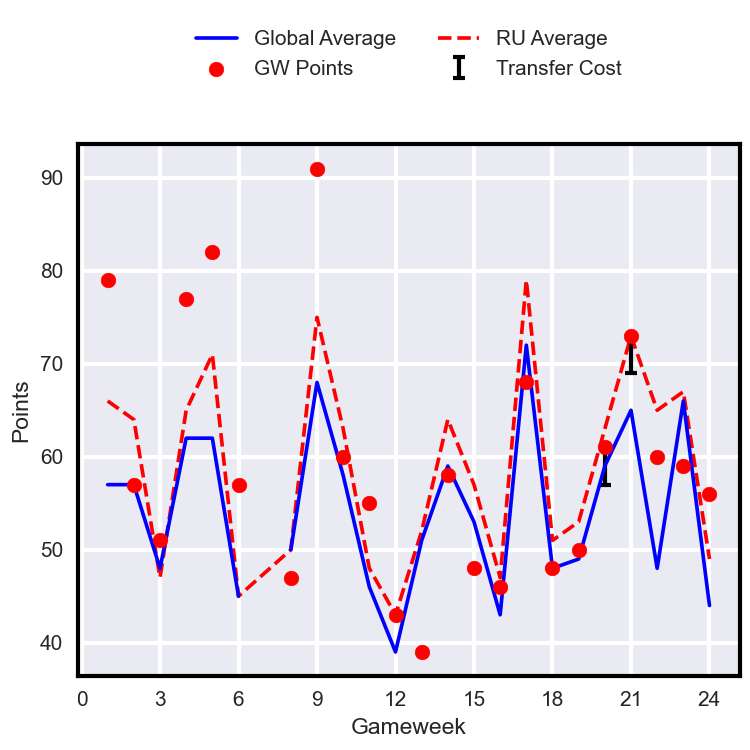 Global Average
RU Average
GW Points
Transfer Cost
90
80
70
60
50
40
Points
0 3 6 9 12 15 18 21 24
Gameweek